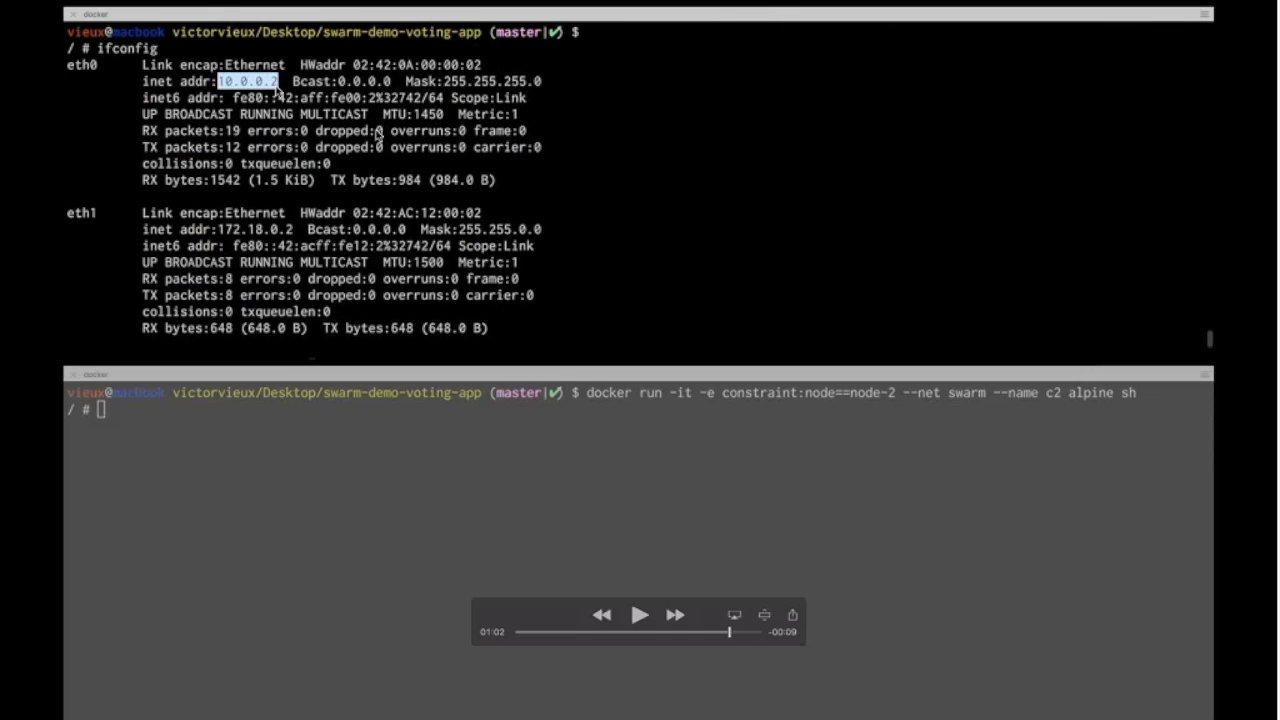 docker
vieux@macbook victorvieux/Desktop/swarm-demo-voting-app (master|✔) $
/ # ifconfig
eth0 Link encap:Ethernet HWaddr 02:42:0A:00:00:02
inet addr:10.0.0.2 Bcast:0.0.0.0 Mask:255.255.255.0
inet6 addr: fe80::42:aff:fe00:2%32742/64 Scope:Link
UP BROADCAST RUNNING MULTICAST MTU:1450 Metric:1
RX packets:19 errors:0 dropped:0 overruns:0 frame:0
TX packets:12 errors:0 dropped:0 overruns:0 carrier:0
collisions:0 txqueuelen:0
RX bytes:1542 (1.5 KiB) TX bytes:984 (984.0 B)
eth1 Link encap:Ethernet HWaddr 02:42:AC:12:00:02
inet addr:172.18.0.2 Bcast:0.0.0.0 Mask:255.255.0.0
inet6 addr: fe80::42:acff:fe12:2%32742/64 Scope:Link
UP BROADCAST RUNNING MULTICAST MTU:1500 Metric:1
RX packets:8 errors:0 dropped:0 overruns:0 frame:0
TX packets:8 errors:0 dropped:0 overruns:0 carrier:0
collisions:0 txqueuelen:0
RX bytes:648 (648.0 B) TX bytes:648 (648.0 B)
docker
vieux@macbook victorvieux/Desktop/swarm-demo-voting-app (master|✔) $ docker run -it -e constraint:node==node-2 --net swarm --name c2 alpine sh
/ #
01:02 -00:09